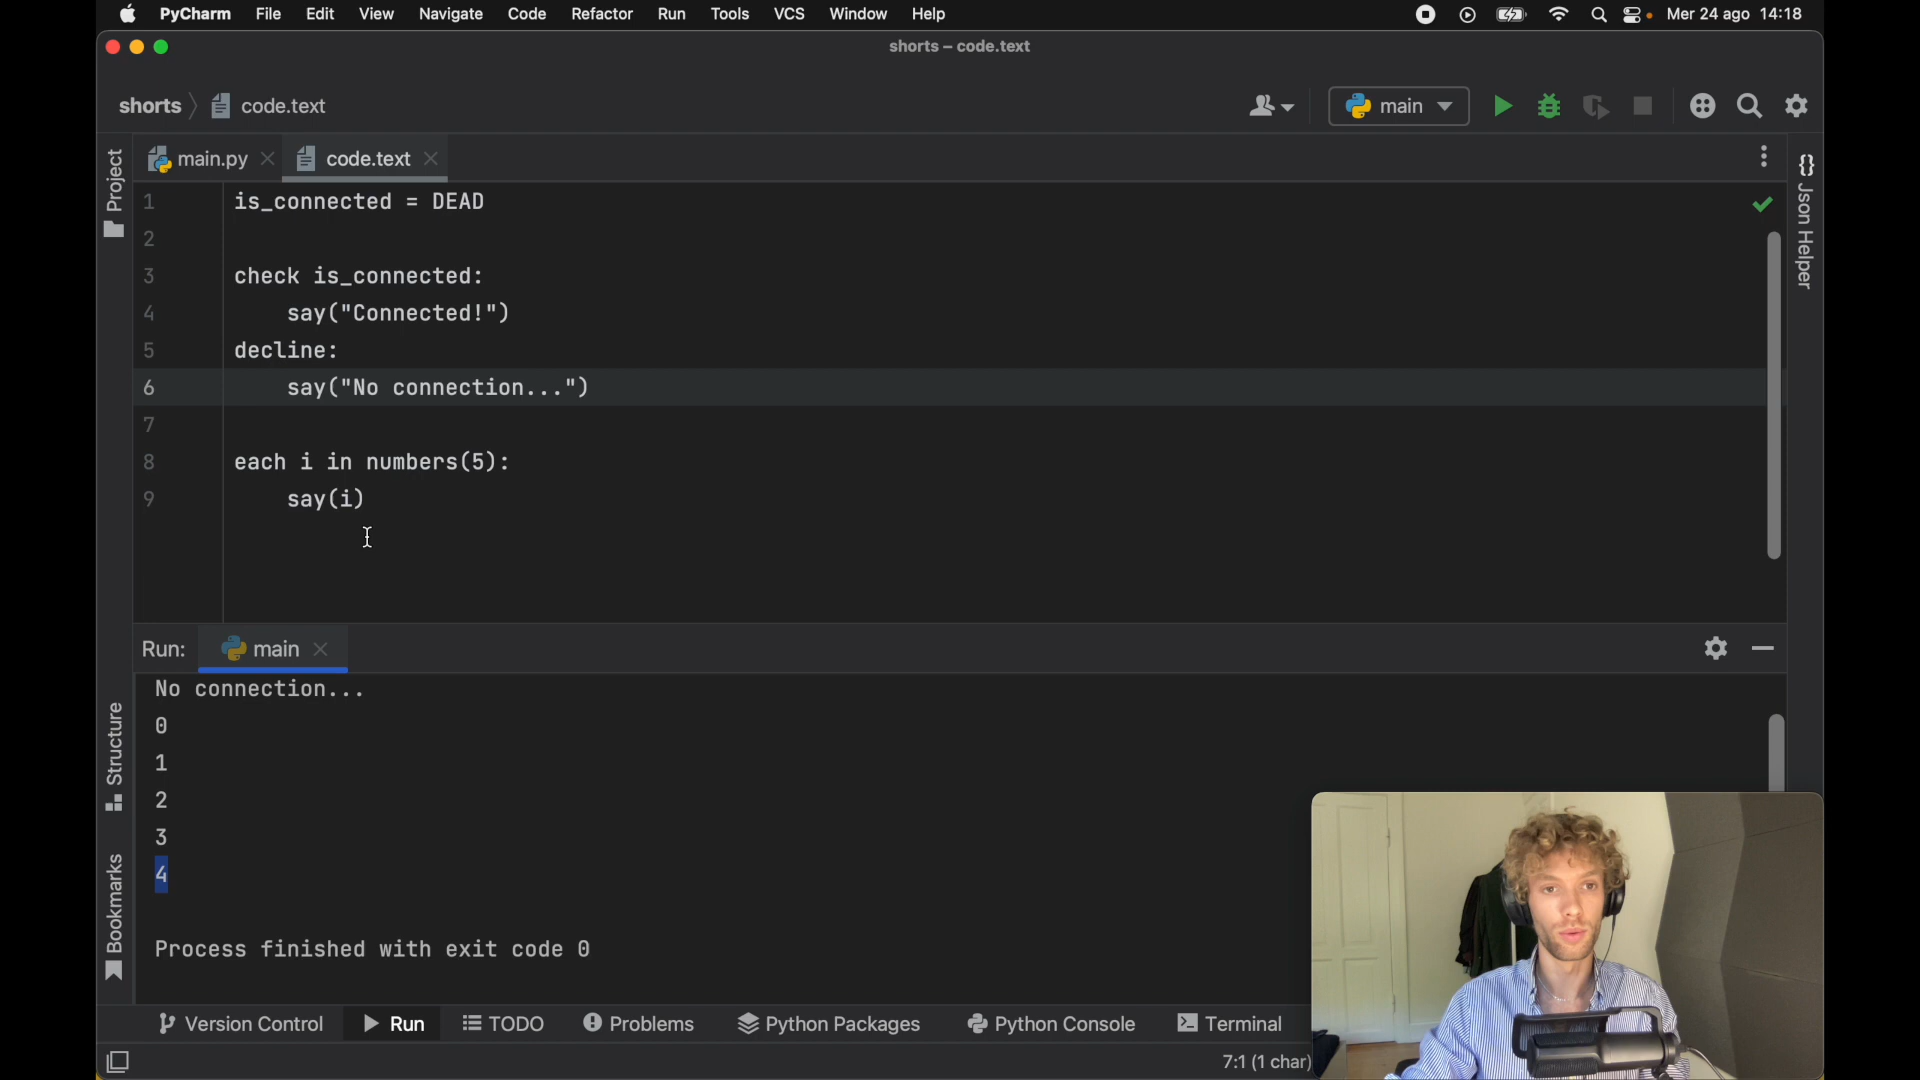 PyCharm File Edit View Navigate Code Refactor Run Tools VCS Window Help Mer 24 ago 14:18
shorts – code.text
shorts code.text main
main.py code.text
Project
Structure
Bookmarks
{} Json Helper
1 is_connected = DEAD
2
3 check is_connected:
4 say("Connected!")
5 decline:
6 say("No connection...")
7
8 each i in numbers(5):
9 say(i)
Run: main
No connection...
0
1
2
3
4
Process finished with exit code 0
Version Control Run TODO Problems Python Packages Python Console Terminal
7:1 (1 char)